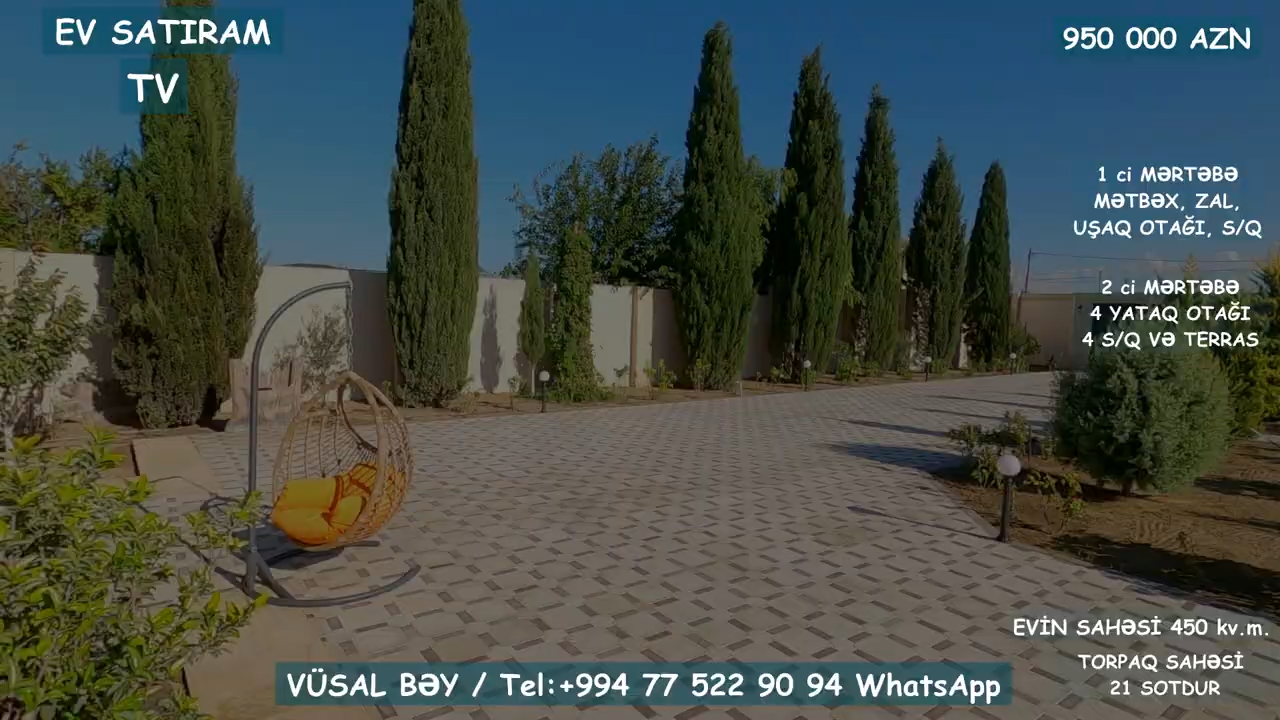 EV SATIRAM
TV
950 000 AZN
1 ci MƏRTƏBƏ
MƏTBƏX, ZAL,
UŞAQ OTAĞI, S/Q
2 ci MƏRTƏBƏ
4 YATAQ OTAĞI
4 S/Q VƏ TERRAS
EVİN SAHƏSİ 450 kv.m.
TORPAQ SAHƏSİ
21 SOTDUR
VÜSAL BƏY / Tel:+994 77 522 90 94 WhatsApp